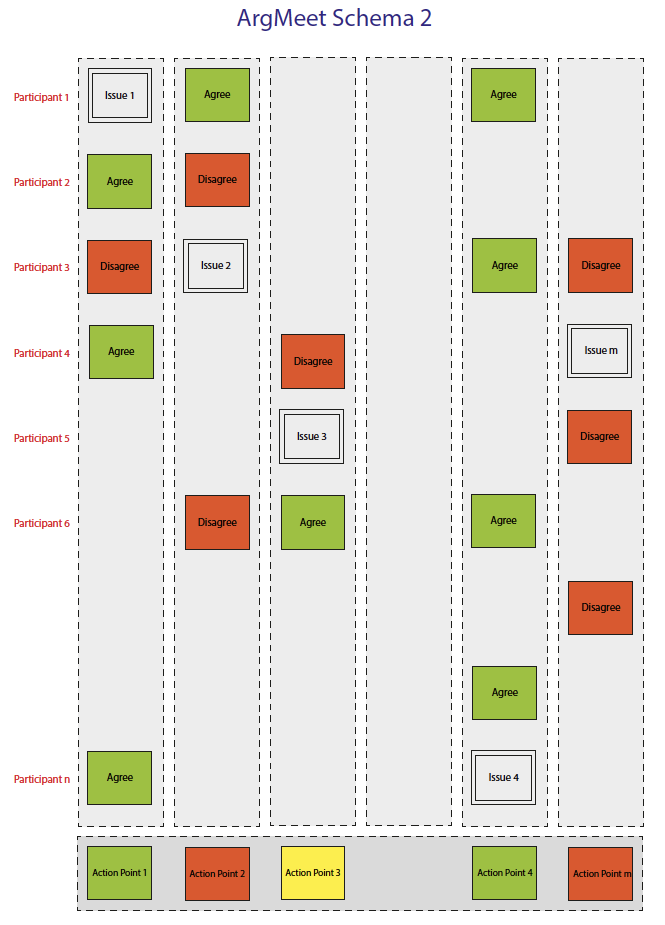 ArgMeet Schema 2
Participant 1
Issue 1
Agree
Agree
Participant 2
Agree
Disagree
Participant 3
Disagree
Issue 2
Agree
Disagree
Participant 4
Agree
Disagree
Issue m
Participant 5
Issue 3
Disagree
Participant 6
Disagree
Agree
Agree
Disagree
Agree
Participant n
Agree
Issue 4
Action Point 1
Action Point 2
Action Point 3
Action Point 4
Action Point m